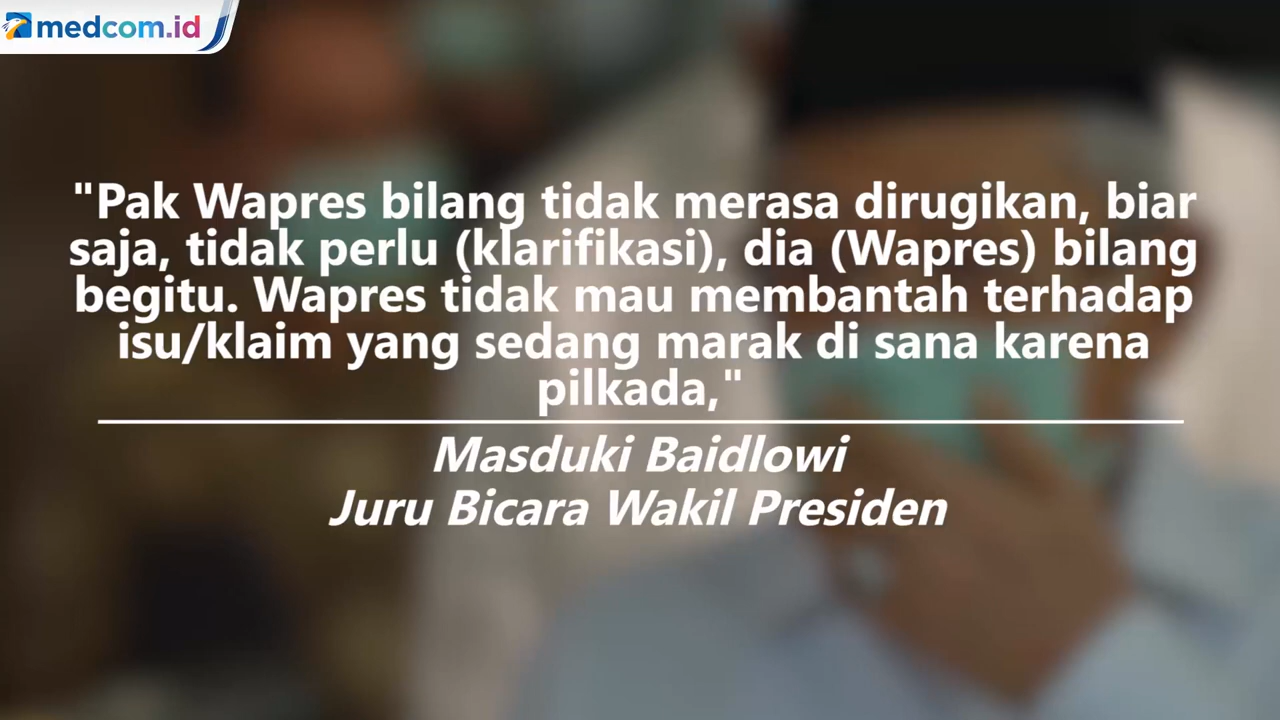 medcom.id
"Pak Wapres bilang tidak merasa dirugikan, biar
saja, tidak perlu (klarifikasi), dia (Wapres) bilang
begitu. Wapres tidak mau membantah terhadap
isu/klaim yang sedang marak di sana karena
pilkada,"
Masduki Baidlowi
Juru Bicara Wakil Presiden